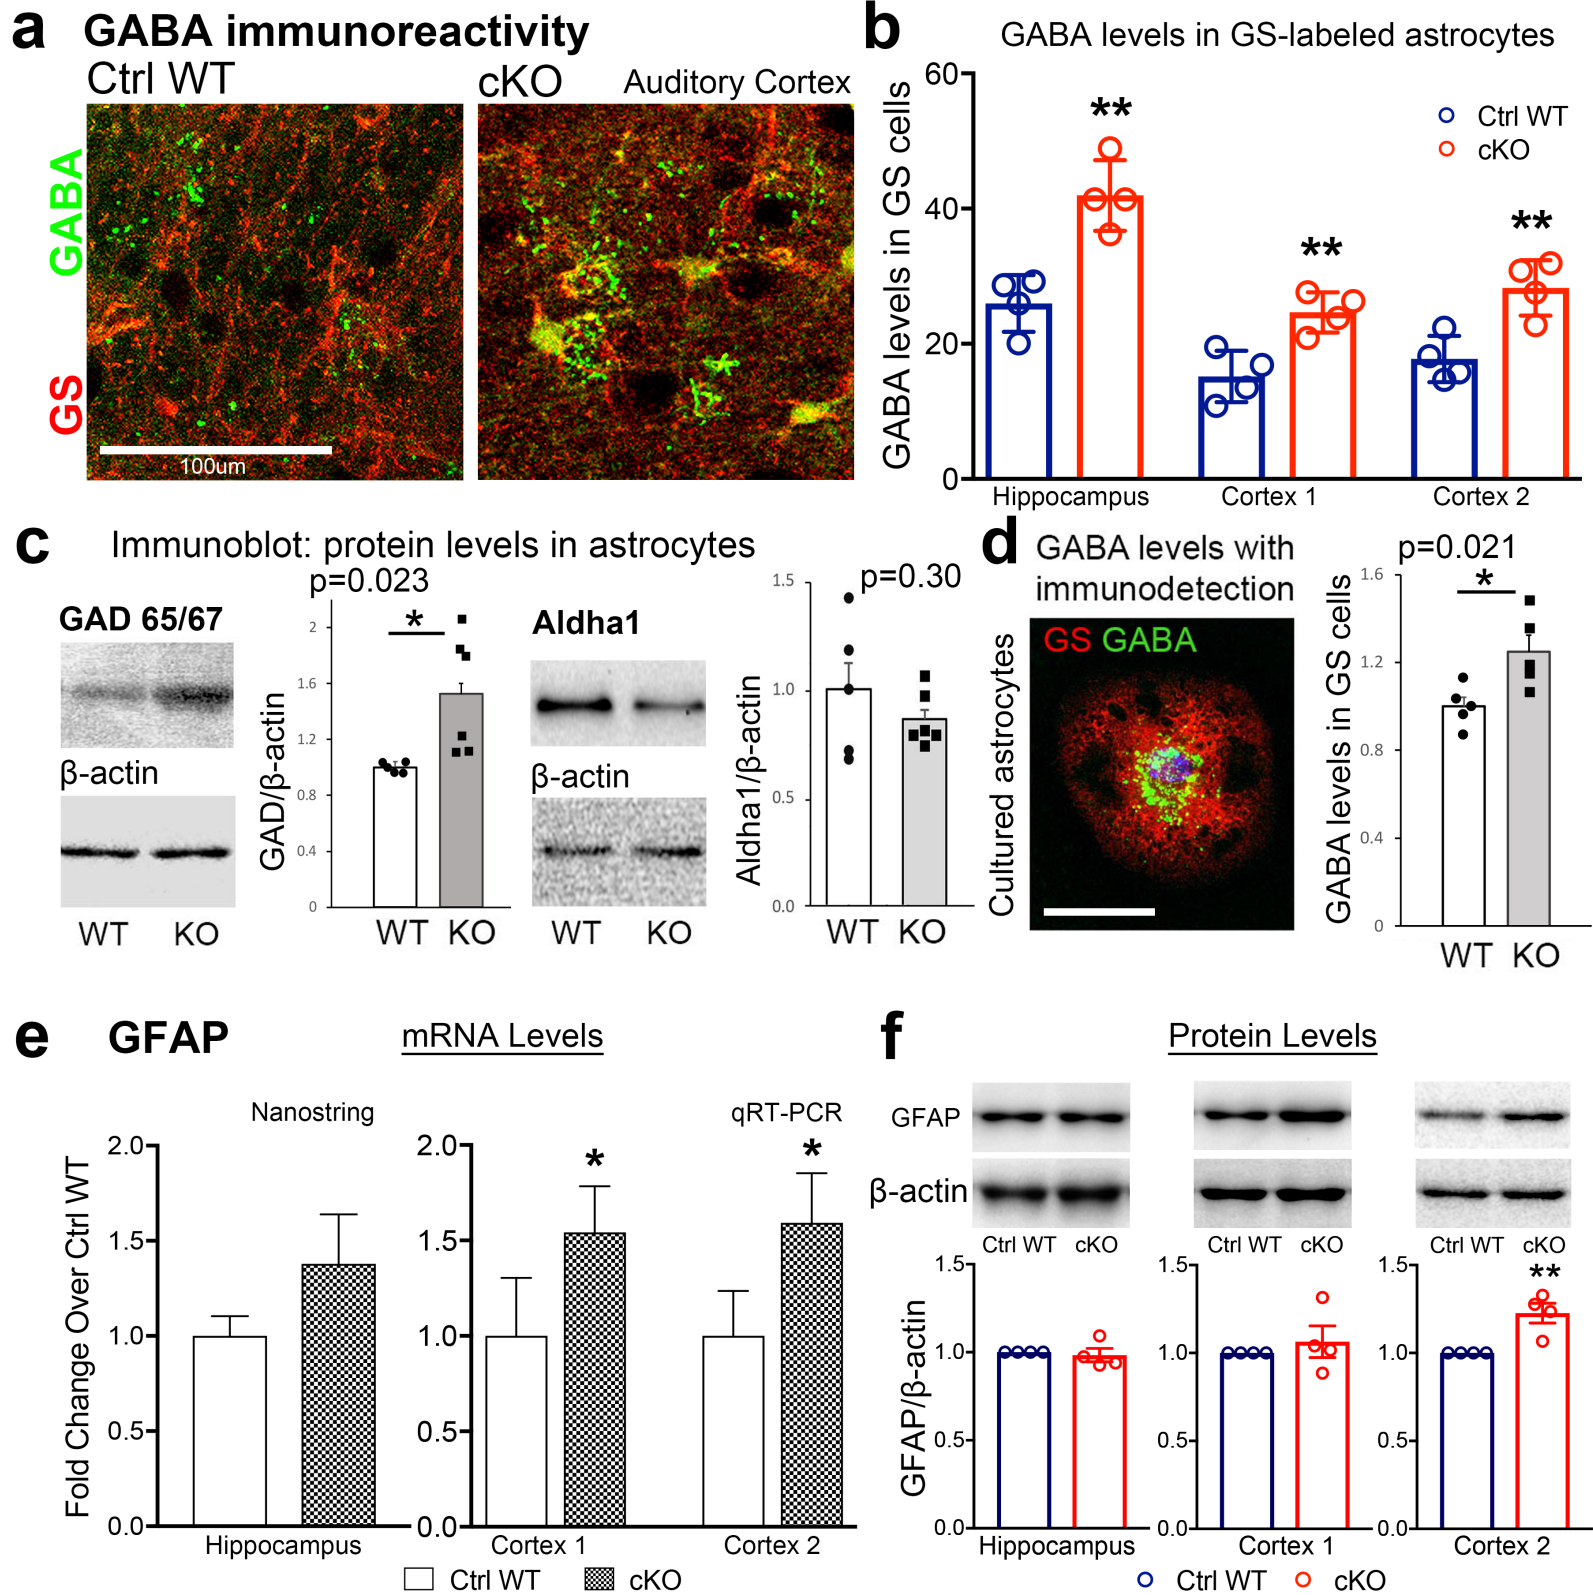 a GABA immunoreactivity
Ctrl WT
cKO Auditory Cortex
GABA
GS
100um
b GABA levels in GS-labeled astrocytes
GABA levels in GS cells
60
40
20
0
**
**
**
Ctrl WT
cKO
Hippocampus Cortex 1 Cortex 2
c Immunoblot: protein levels in astrocytes
GAD 65/67
β-actin
WT KO
p=0.023
*
GAD/β-actin
2
1.6
1.2
0.8
0.4
0
WT KO
Aldha1
β-actin
WT KO
p=0.30
Aldha1/β-actin
1.5
1.0
0.5
0.0
WT KO
d GABA levels with
immunodetection
Cultured astrocytes
GS GABA
p=0.021
*
GABA levels in GS cells
1.6
1.2
0.8
0.4
0
WT KO
e GFAP mRNA Levels
Nanostring
qRT-PCR
Fold Change Over Ctrl WT
2.0
1.5
1.0
0.5
0.0
2.0
1.5
1.0
0.5
0.0
*
*
Hippocampus Cortex 1 Cortex 2
Ctrl WT cKO
f Protein Levels
GFAP
β-actin
Ctrl WT cKO Ctrl WT cKO Ctrl WT cKO
GFAP/β-actin
1.5
1.0
0.5
0.0
1.5
1.0
0.5
0.0
1.5
1.0
0.5
0.0
**
Hippocampus Cortex 1 Cortex 2
Ctrl WT cKO